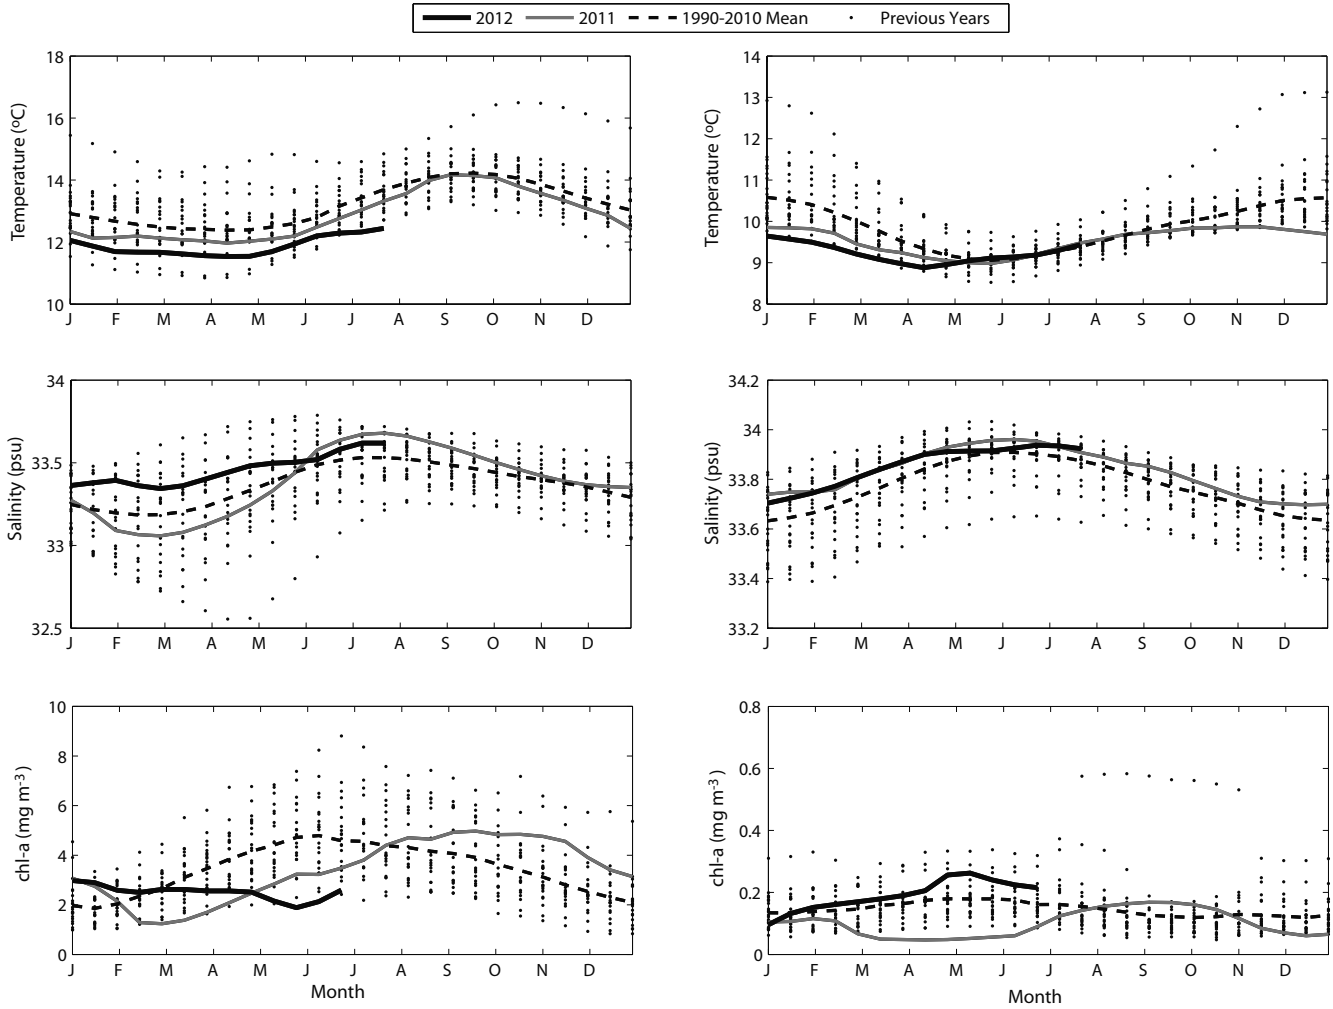 2012 2011 1990-2010 Mean Previous Years
Temperature (ºC)
18
16
14
12
10
J F M A M J J A S O N D
Temperature (ºC)
14
13
12
11
10
9
8
J F M A M J J A S O N D
Salinity (psu)
34
33.5
33
32.5
J F M A M J J A S O N D
Salinity (psu)
34.2
34
33.8
33.6
33.4
33.2
J F M A M J J A S O N D
chl-a (mg m-3)
10
8
6
4
2
0
J F M A M J J A S O N D
Month
chl-a (mg m-3)
0.8
0.6
0.4
0.2
0
J F M A M J J A S O N D
Month